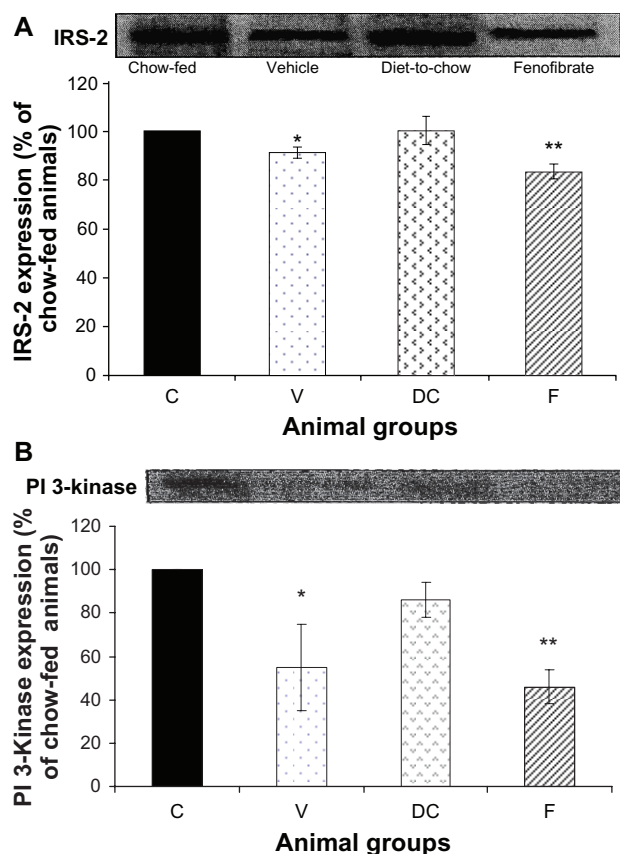 A
IRS-2
Chow-fed Vehicle Diet-to-chow Fenofibrate
IRS-2 expression (% of
chow-fed animals)
120
100
80
60
40
20
0
*
**
C V DC F
Animal groups
B
PI 3-kinase
PI 3-Kinase expression (%
of chow-fed animals)
120
100
80
60
40
20
0
*
**
C V DC F
Animal groups